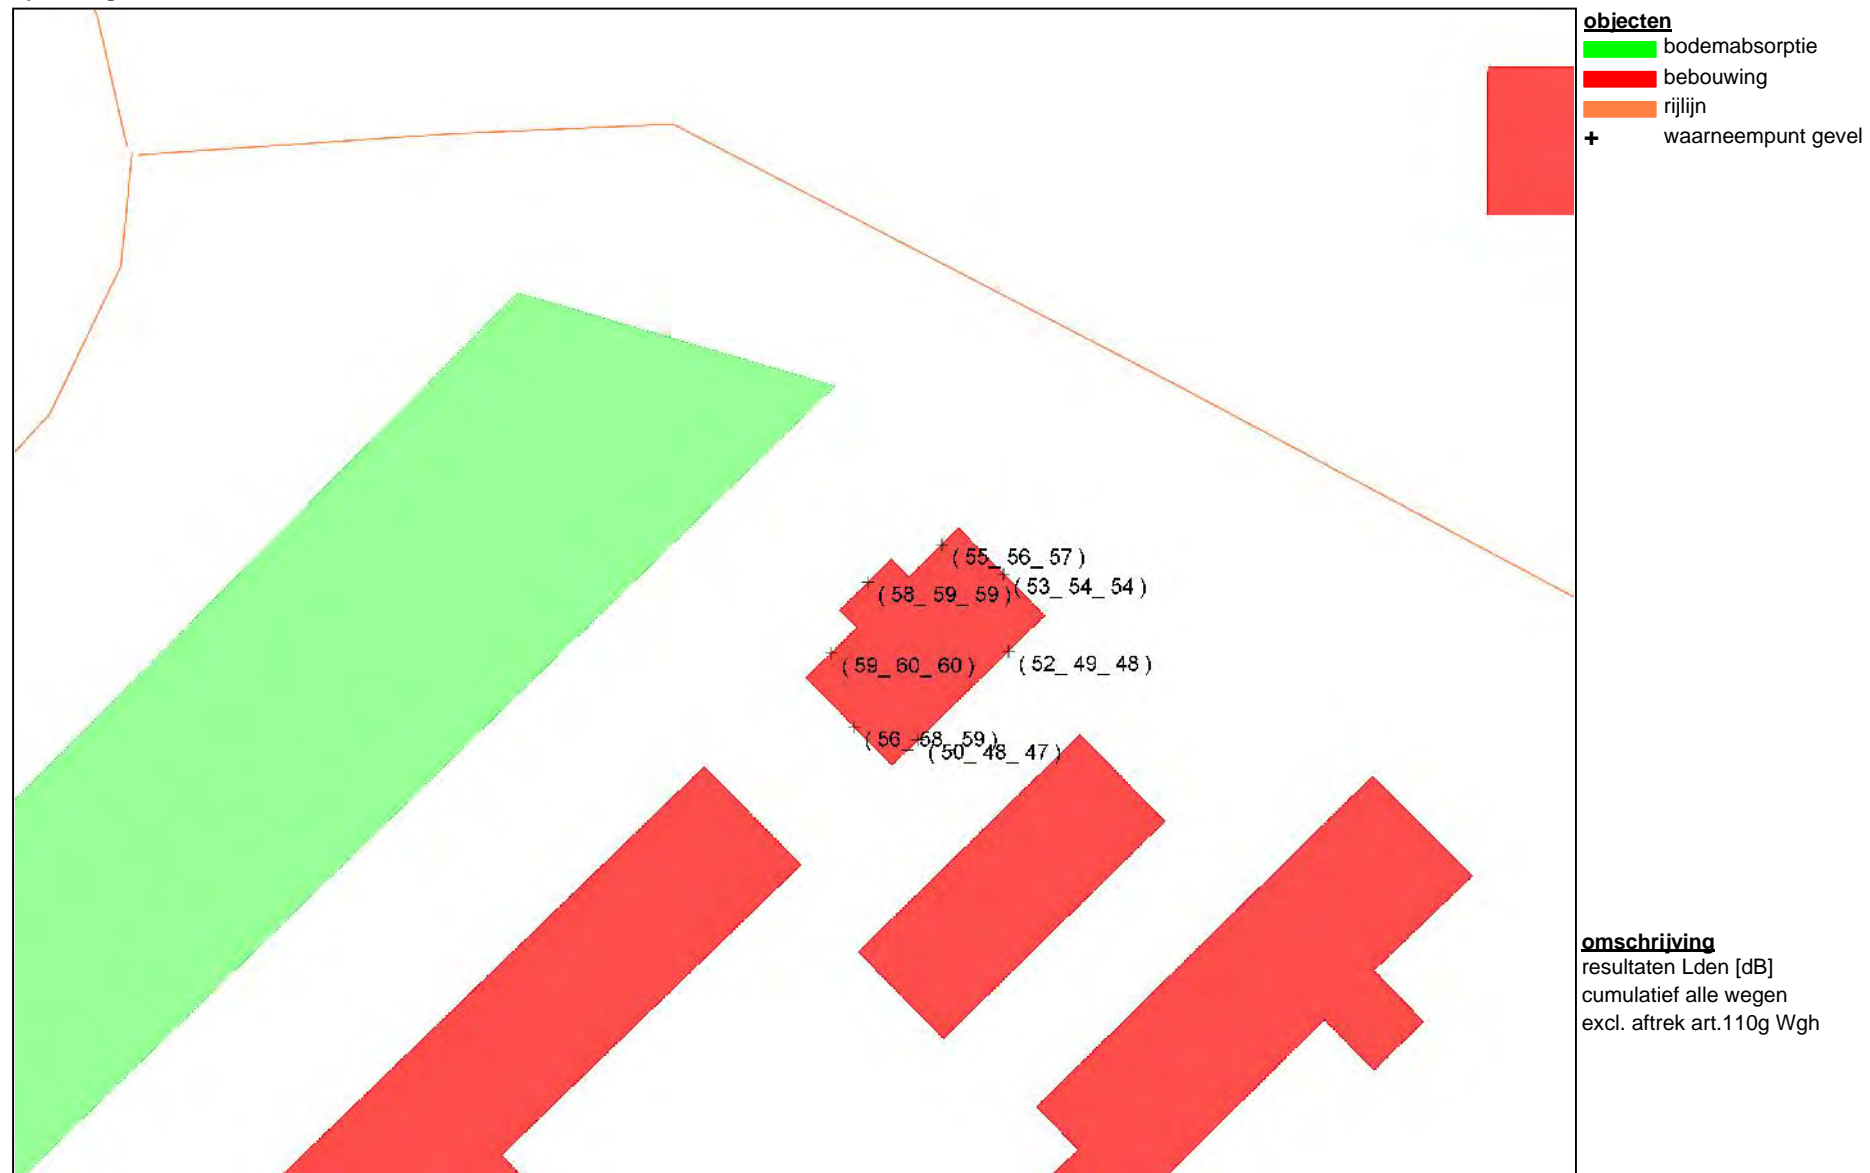 objecten
bodemabsorptie
bebouwing
rijlijn
+ waarneempunt gevel
( 55_ 56_ 57 )
( 53_ 54_ 54 )
( 58_ 59_ 59 )
( 59_ 60_ 60 )
( 52_ 49_ 48 )
( 56_ 58_ 59 )
( 50_ 48_ 47 )
omschrijving
resultaten Lden [dB]
cumulatief alle wegen
excl. aftrek art.110g Wgh